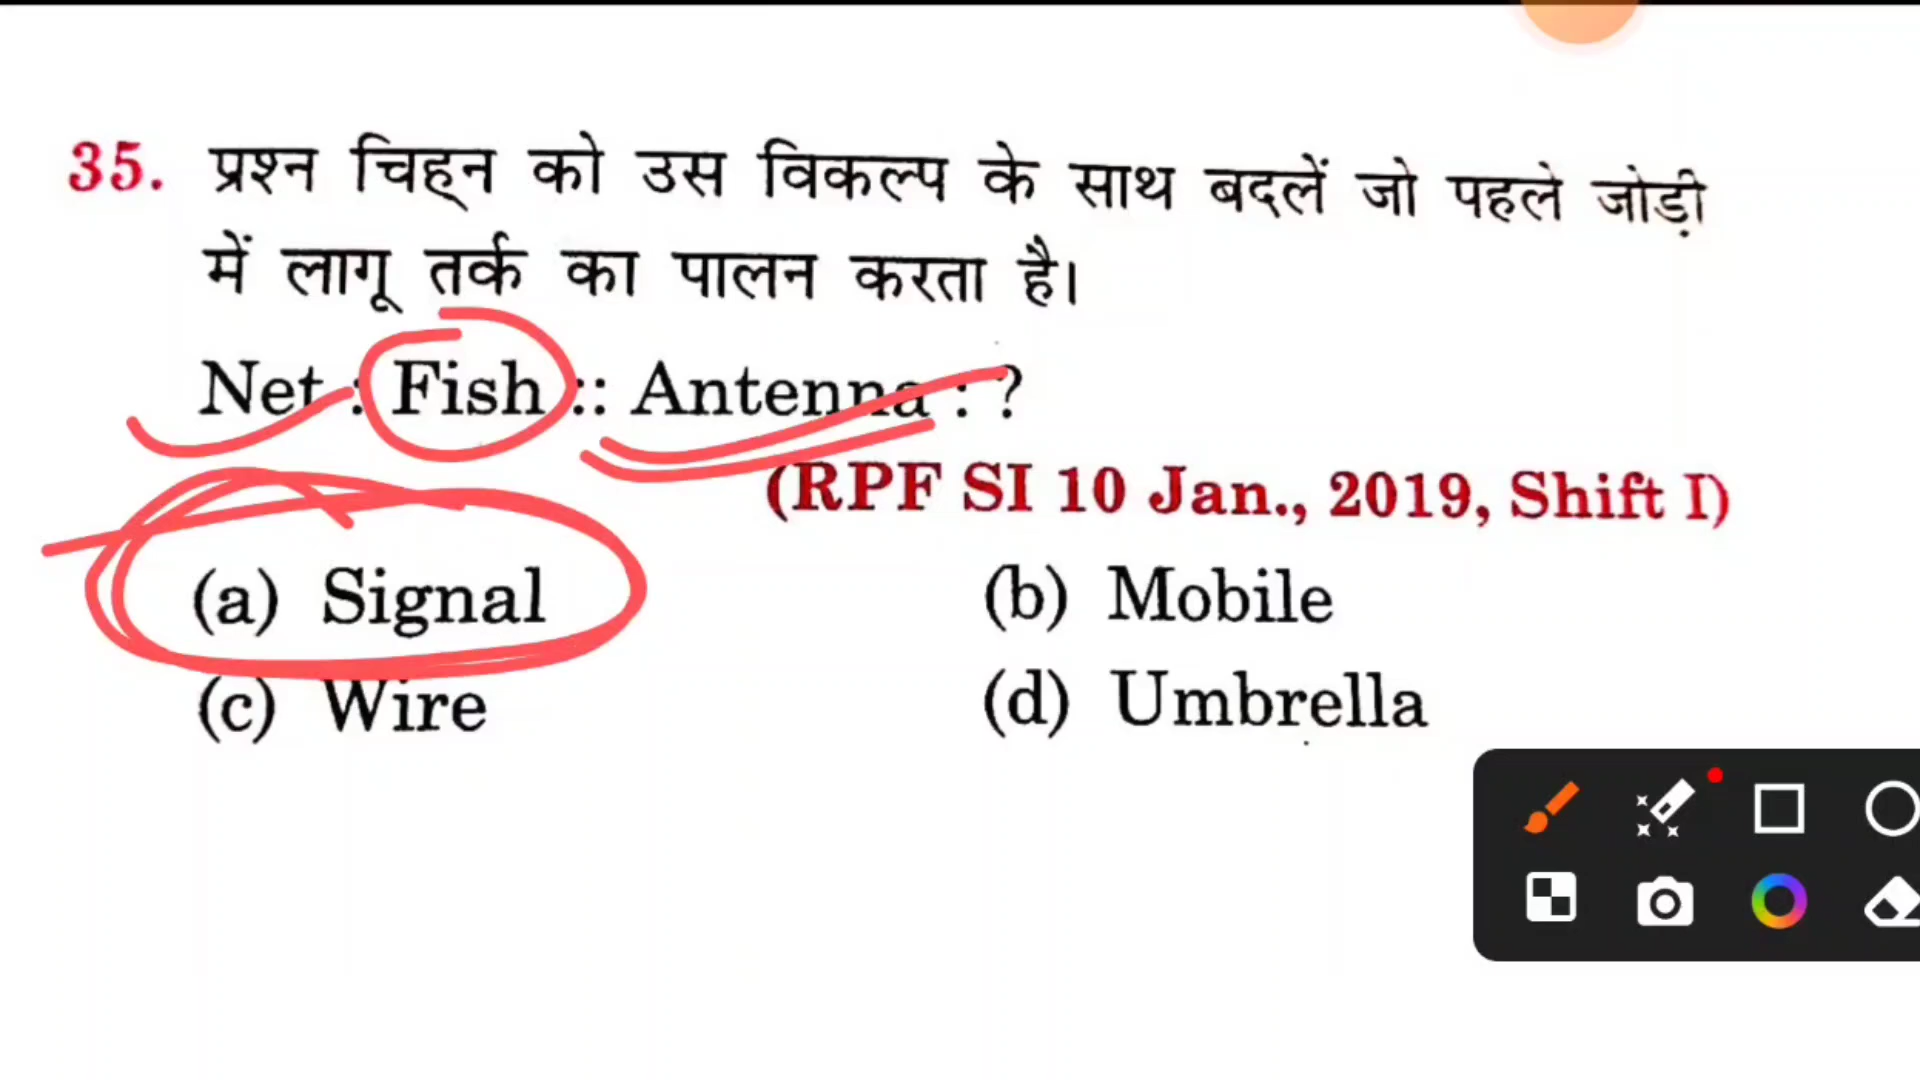 35. प्रश्न चिह्न को उस विकल्प के साथ बदलें जो पहले जोड़ी
में लागू तर्क का पालन करता है।
Net : Fish :: Antenna : ?
(RPF SI 10 Jan., 2019, Shift I)
(a) Signal (b) Mobile
(c) Wire (d) Umbrella